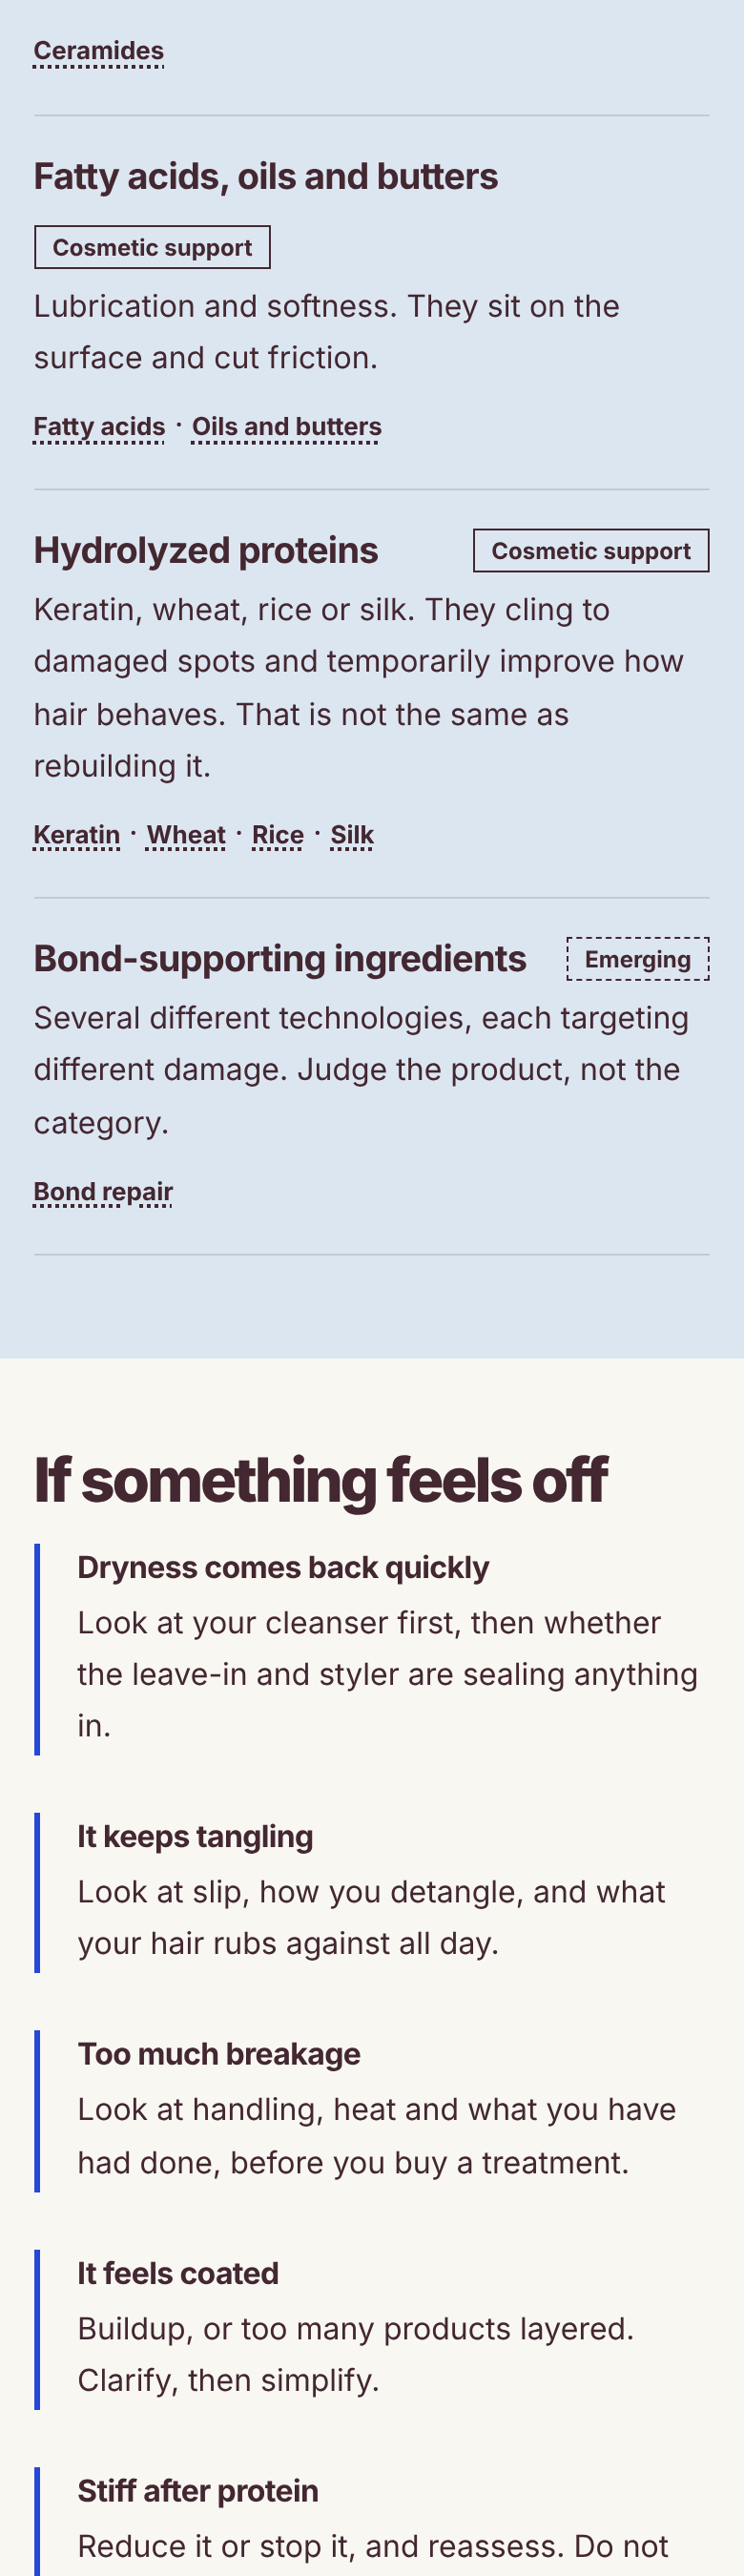 Ceramides
Fatty acids, oils and butters
Cosmetic support
Lubrication and softness. They sit on the
surface and cut friction.
Fatty acids · Oils and butters
Hydrolyzed proteins
Cosmetic support
Keratin, wheat, rice or silk. They cling to
damaged spots and temporarily improve how
hair behaves. That is not the same as
rebuilding it.
Keratin · Wheat · Rice · Silk
Bond-supporting ingredients
Emerging
Several different technologies, each targeting
different damage. Judge the product, not the
category.
Bond repair
If something feels off
Dryness comes back quickly
Look at your cleanser first, then whether
the leave-in and styler are sealing anything
in.
It keeps tangling
Look at slip, how you detangle, and what
your hair rubs against all day.
Too much breakage
Look at handling, heat and what you have
had done, before you buy a treatment.
It feels coated
Buildup, or too many products layered.
Clarify, then simplify.
Stiff after protein
Reduce it or stop it, and reassess. Do not